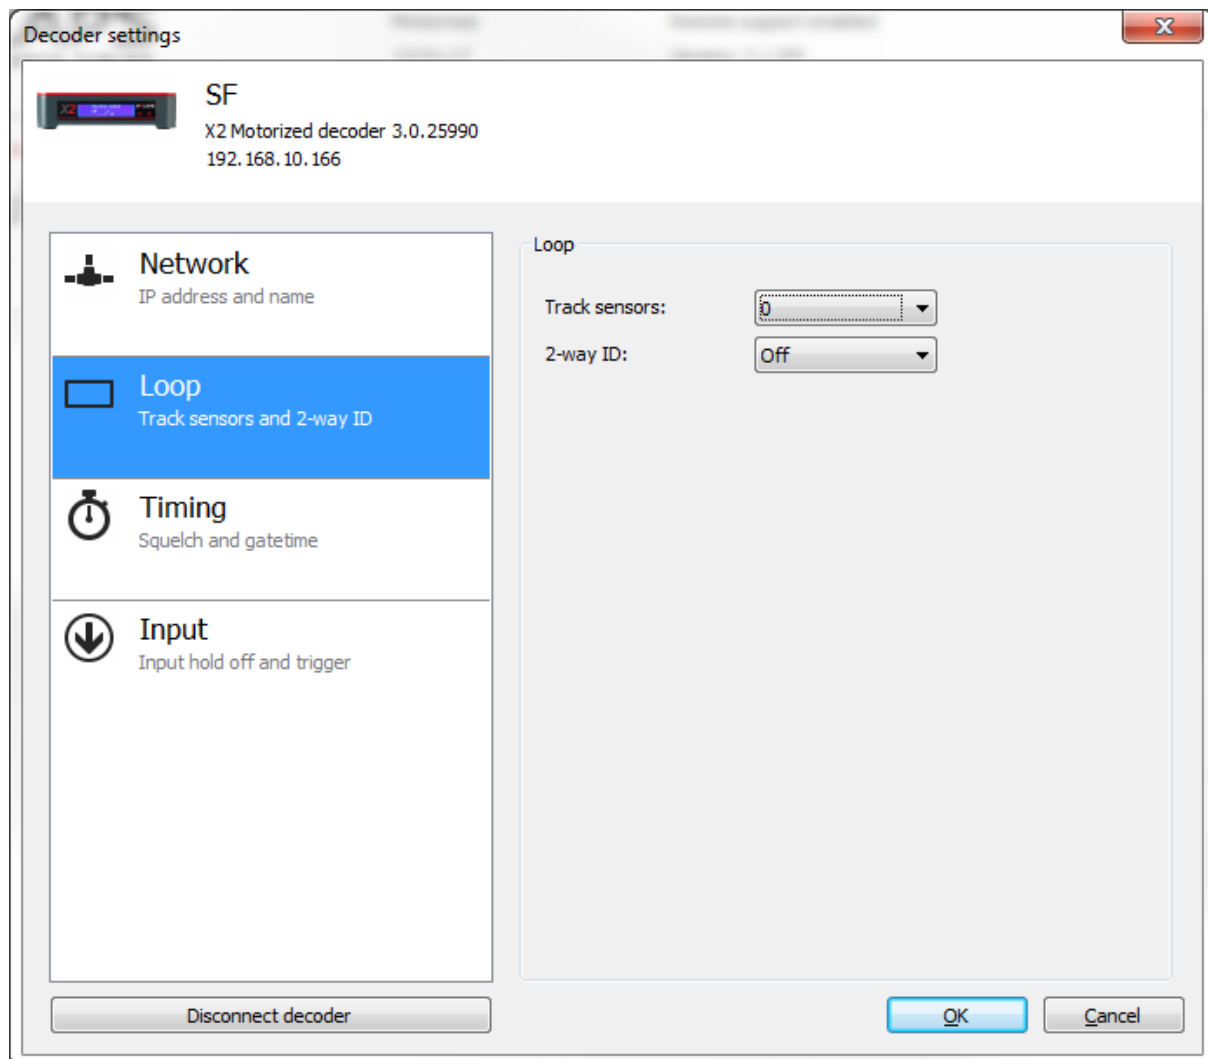 Decoder settings
SF
X2 Motorized decoder 3.0.25990
192.168.10.166
X2
Network
IP address and name
Loop
Track sensors and 2-way ID
Timing
Squelch and gatetime
Input
Input hold off and trigger
Disconnect decoder
Loop
Track sensors: 0
2-way ID: Off
OK
Cancel